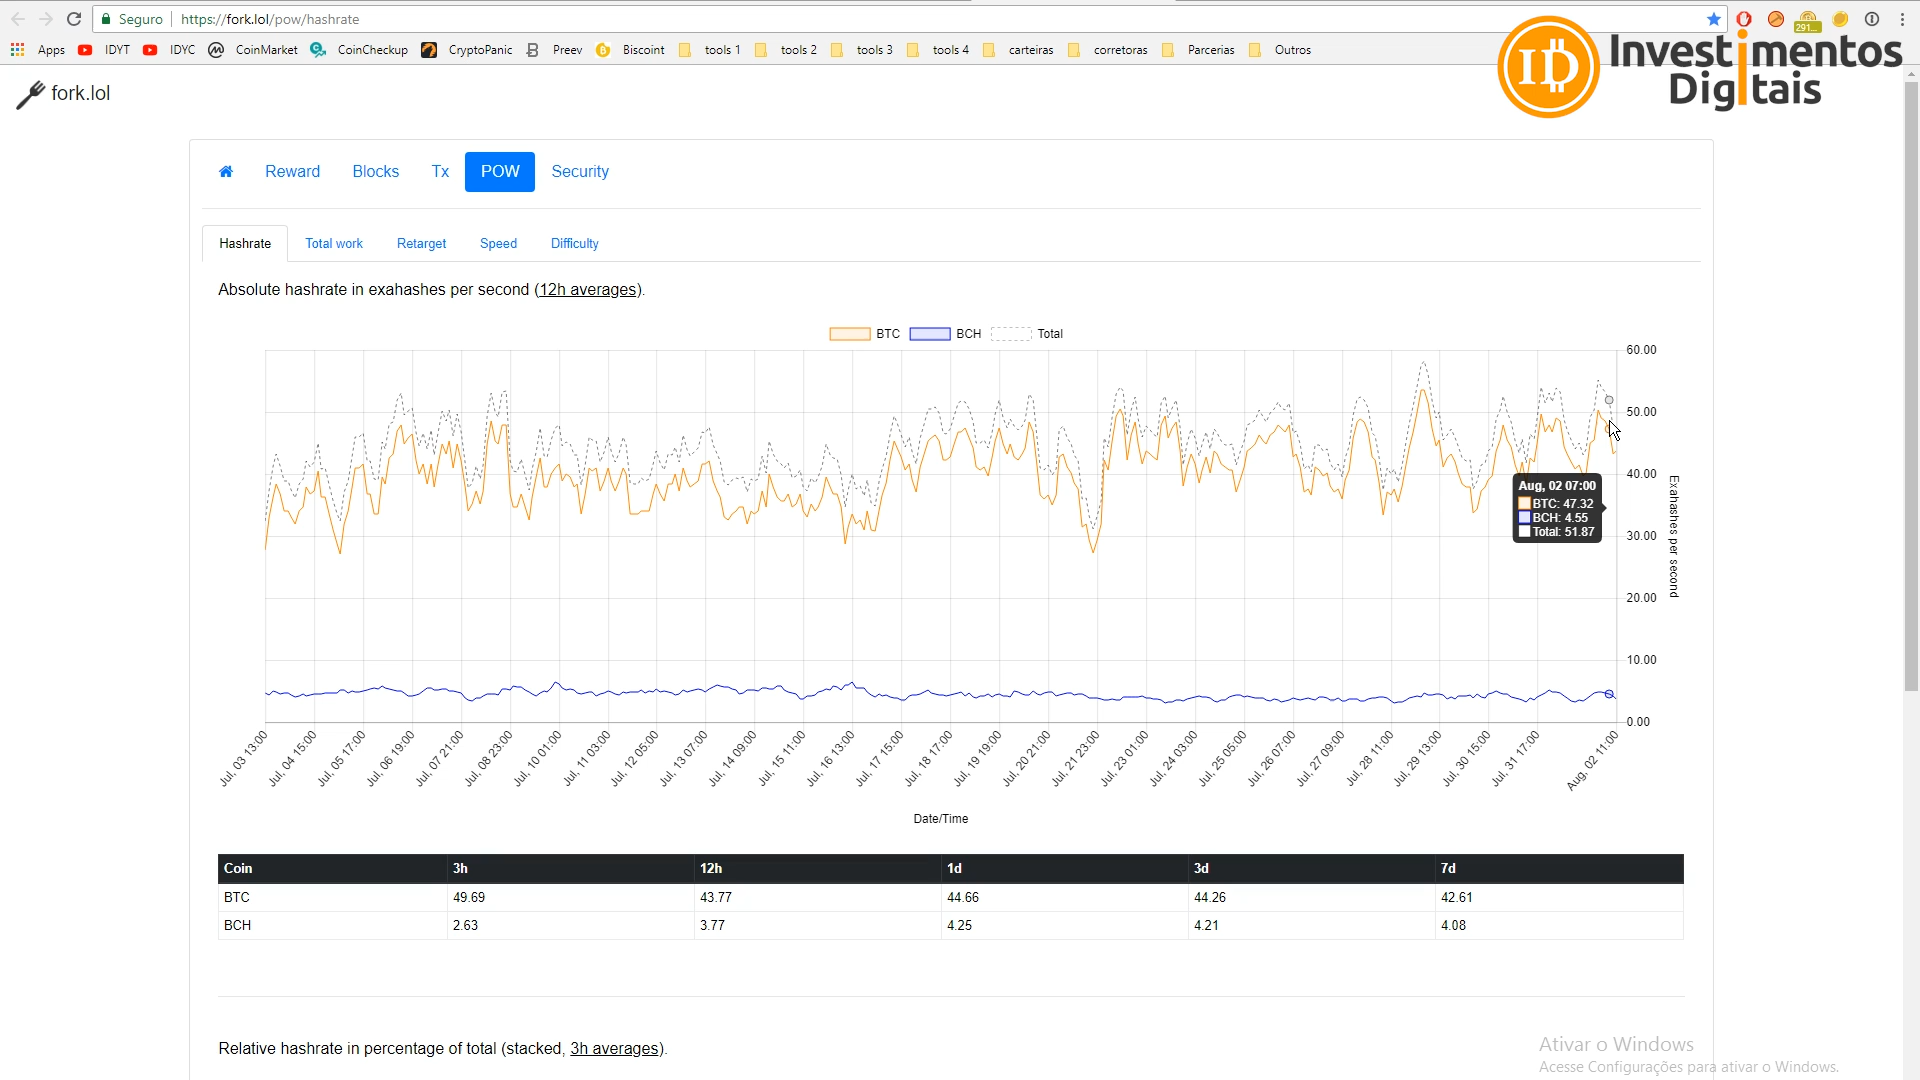 Seguro https://fork.lol/pow/hashrate
291...
Apps IDYT IDYC CoinMarket CoinCheckup CryptoPanic Preev Biscoint tools 1 tools 2 tools 3 tools 4 carteiras corretoras Parcerias Outros
ID Investimentos
Digitais
fork.lol
Reward Blocks Tx POW Security
Hashrate Total work Retarget Speed Difficulty
Absolute hashrate in exahashes per second (12h averages).
BTC BCH Total
60.00
50.00
40.00
30.00
20.00
10.00
0.00
Exahashes per second
Aug, 02 07:00
BTC: 47.32
BCH: 4.55
Total: 51.87
Jul, 03 13:00 Jul, 04 15:00 Jul, 05 17:00 Jul, 06 19:00 Jul, 07 21:00 Jul, 08 23:00 Jul, 10 01:00 Jul, 11 03:00 Jul, 12 05:00 Jul, 13 07:00 Jul, 14 09:00 Jul, 15 11:00 Jul, 16 13:00 Jul, 17 15:00 Jul, 18 17:00 Jul, 19 19:00 Jul, 20 21:00 Jul, 21 23:00 Jul, 23 01:00 Jul, 24 03:00 Jul, 25 05:00 Jul, 26 07:00 Jul, 27 09:00 Jul, 28 11:00 Jul, 29 13:00 Jul, 30 15:00 Jul, 31 17:00 Aug, 02 11:00
Date/Time
Coin 3h 12h 1d 3d 7d
BTC 49.69 43.77 44.66 44.26 42.61
BCH 2.63 3.77 4.25 4.21 4.08
Relative hashrate in percentage of total (stacked, 3h averages).
Ativar o Windows
Acesse Configurações para ativar o Windows.